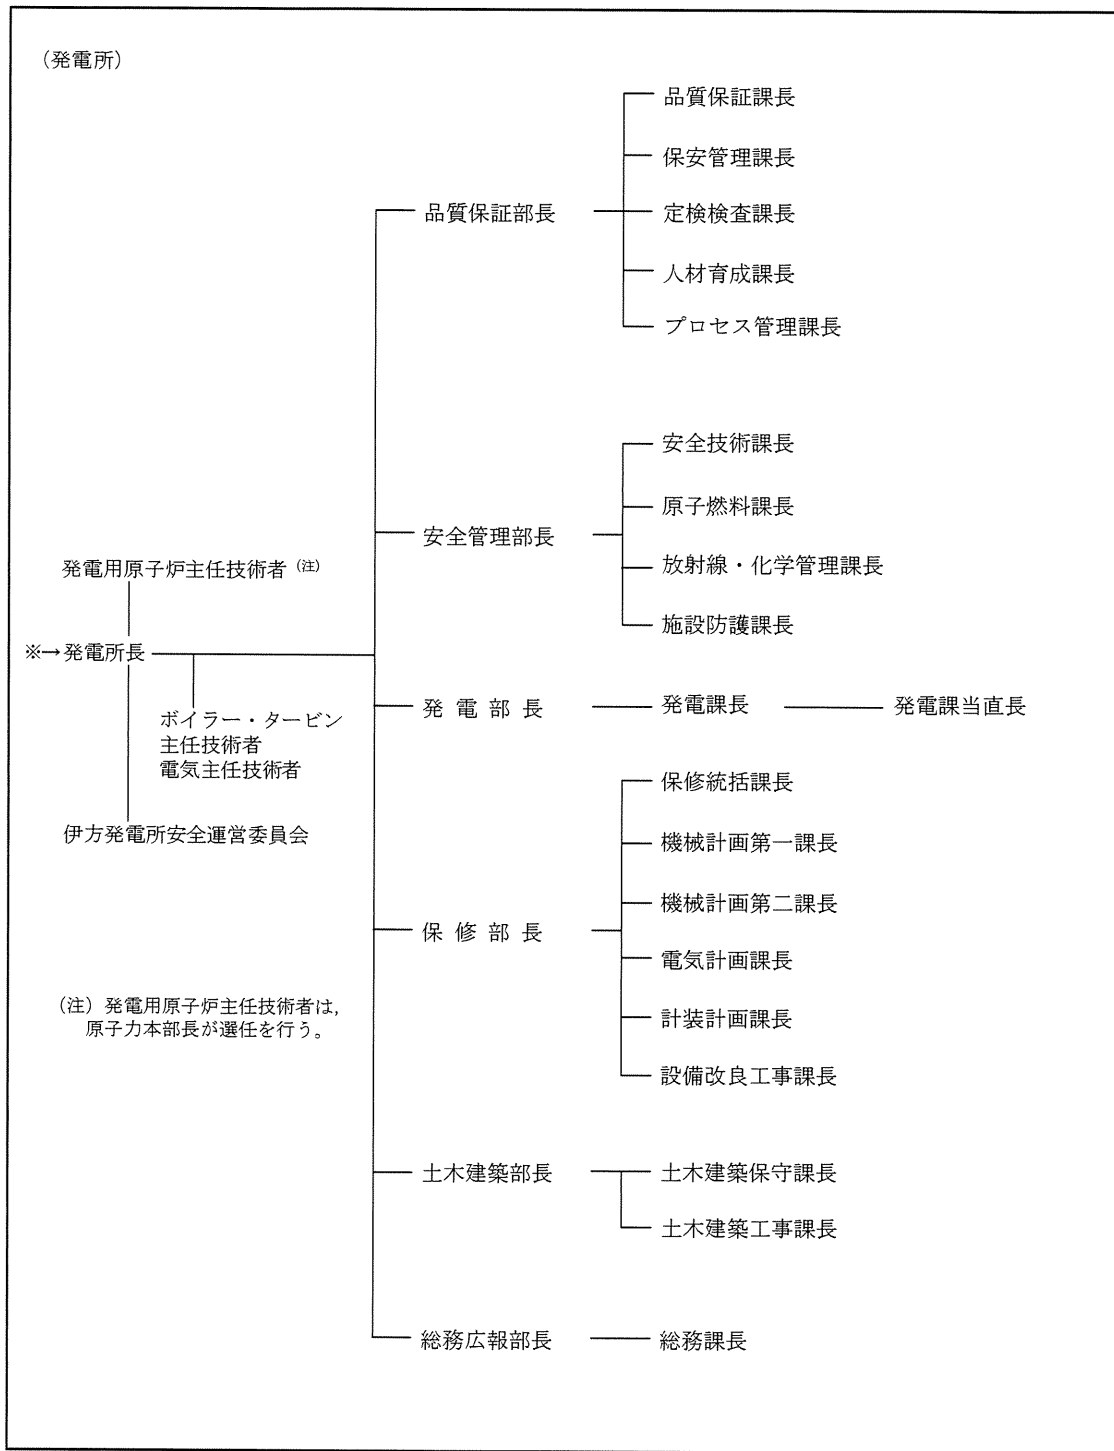 （発電所）
品質保証課長
保安管理課長
品質保証部長
定検検査課長
人材育成課長
プロセス管理課長
安全技術課長
原子燃料課長
安全管理部長
放射線・化学管理課長
施設防護課長
発電用原子炉主任技術者（注）
※→発電所長
ボイラー・タービン
主任技術者
電気主任技術者
伊方発電所安全運営委員会
発電部長
発電課長
発電課当直長
保修統括課長
機械計画第一課長
機械計画第二課長
保修部長
電気計画課長
計装計画課長
設備改良工事課長
（注）発電用原子炉主任技術者は，
原子力本部長が選任を行う。
土木建築部長
土木建築保守課長
土木建築工事課長
総務広報部長
総務課長